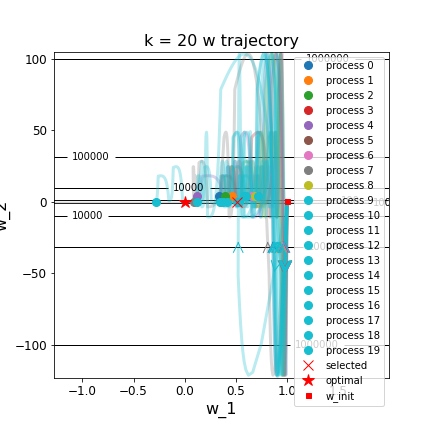 k = 20 w trajectory
100
50
0
−50
−100
w_2
−1.0
−0.5
0.0
0.5
1.0
1.5
w_1
1000000
100000
10000
10000
1000000
process 0
process 1
process 2
process 3
process 4
process 5
process 6
process 7
process 8
process 9
process 10
process 11
process 12
process 13
process 14
process 15
process 16
process 17
process 18
process 19
selected
optimal
w_init